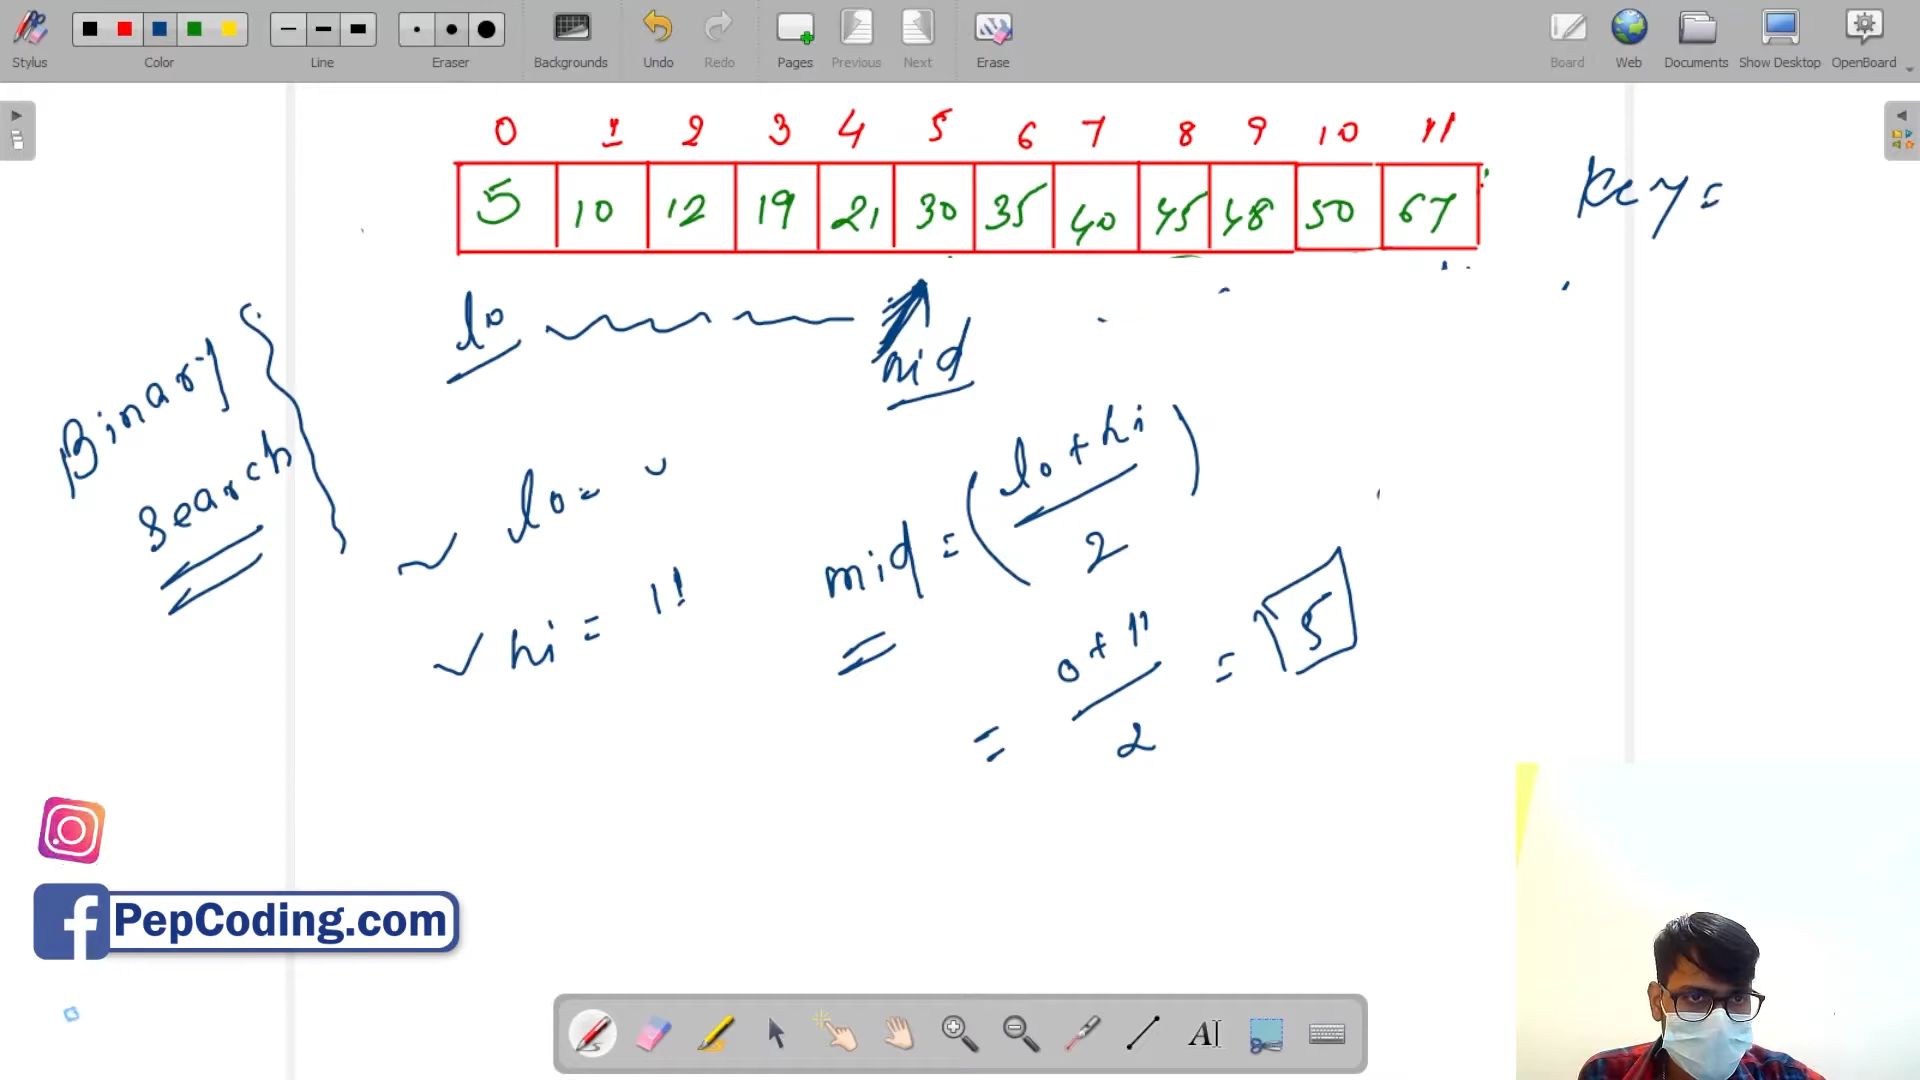 Stylus Color Line Eraser Backgrounds Undo Redo Pages Previous Next Erase Board Web Documents Show Desktop OpenBoard
0 1 2 3 4 5 6 7 8 9 10 11
5 10 12 19 21 30 35 40 45 48 50 67
Key =
lo
mid
Binary
Search
lo =
hi = 11
mid = (lo + hi / 2)
= 0 + 11 / 2 = 5
f PepCoding.com